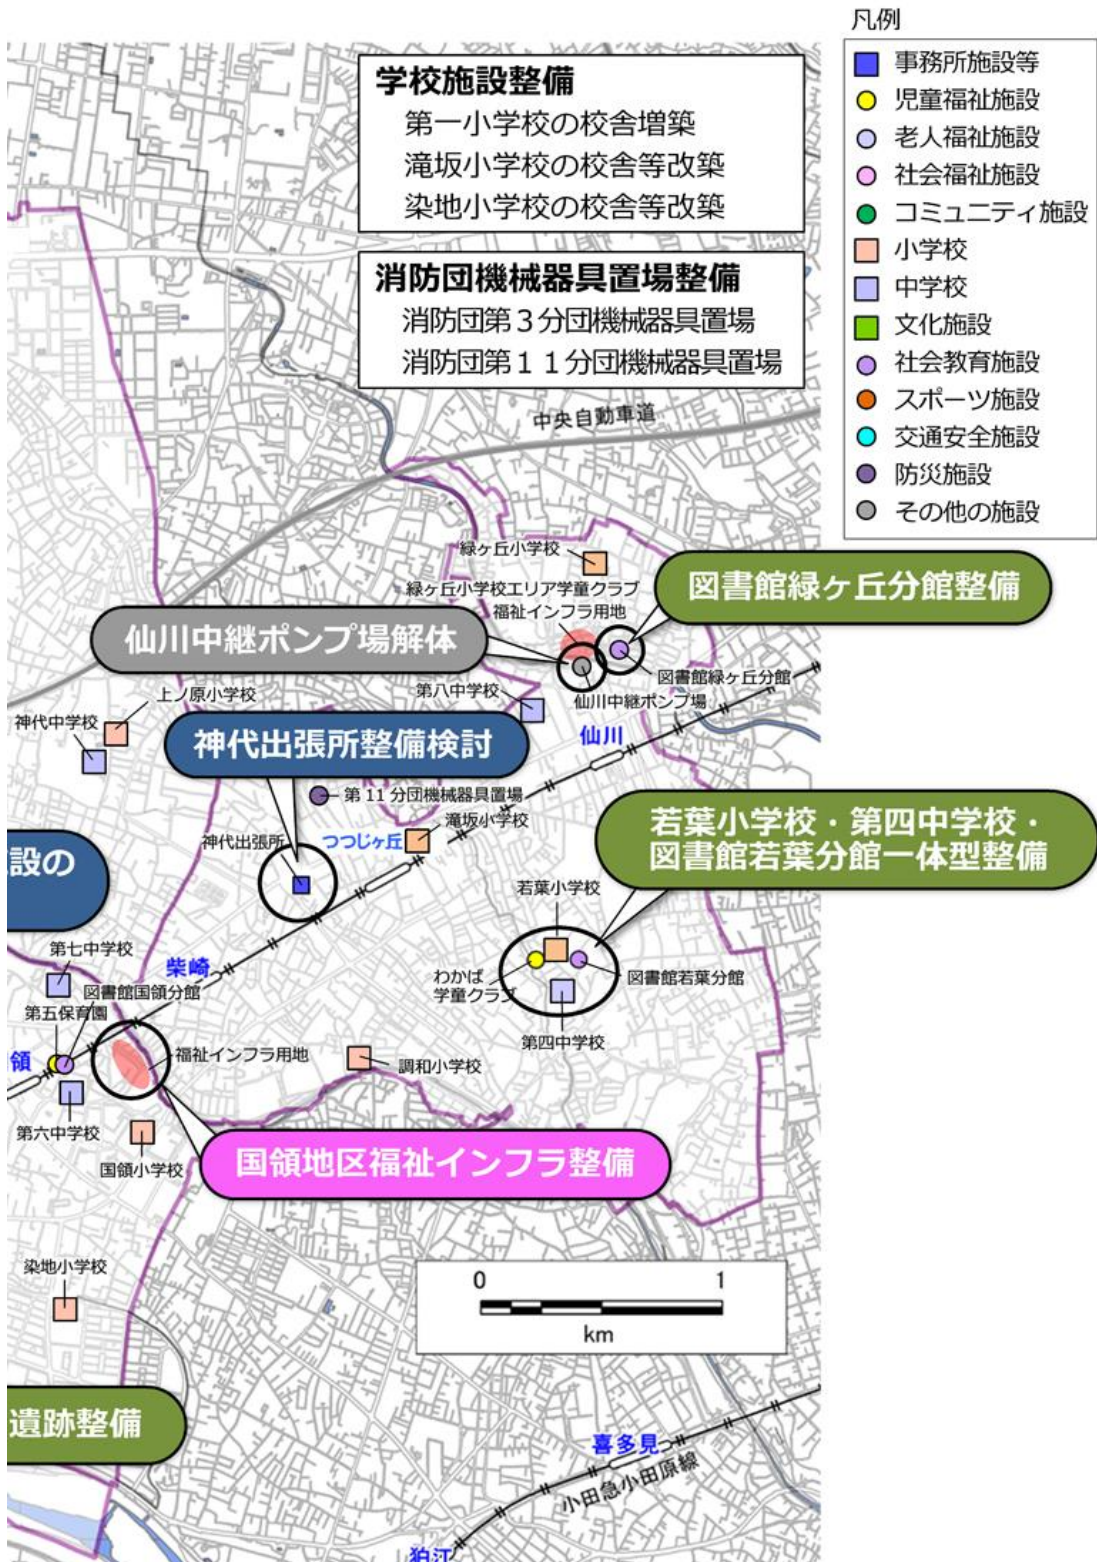 凡例
事務所施設等
児童福祉施設
老人福祉施設
社会福祉施設
コミュニティ施設
小学校
中学校
文化施設
社会教育施設
スポーツ施設
交通安全施設
防災施設
その他の施設
学校施設整備
第一小学校の校舎増築
滝坂小学校の校舎等改築
染地小学校の校舎等改築
消防団機械器具置場整備
消防団第３分団機械器具置場
消防団第１１分団機械器具置場
中央自動車道
緑ヶ丘小学校
緑ヶ丘小学校エリア学童クラブ
福祉インフラ用地
図書館緑ヶ丘分館整備
仙川中継ポンプ場解体
図書館緑ヶ丘分館
仙川中継ポンプ場
第八中学校
上ノ原小学校
神代中学校
仙川
神代出張所整備検討
第11分団機械器具置場
滝坂小学校
つつじヶ丘
神代出張所
若葉小学校・第四中学校・
図書館若葉分館一体型整備
設の
若葉小学校
わかば
学童クラブ
図書館若葉分館
第四中学校
第七中学校
柴崎
図書館国領分館
第五保育園
領
福祉インフラ用地
調和小学校
第六中学校
国領小学校
国領地区福祉インフラ整備
染地小学校
0
1
km
遺跡整備
喜多見
小田急小田原線
狛江